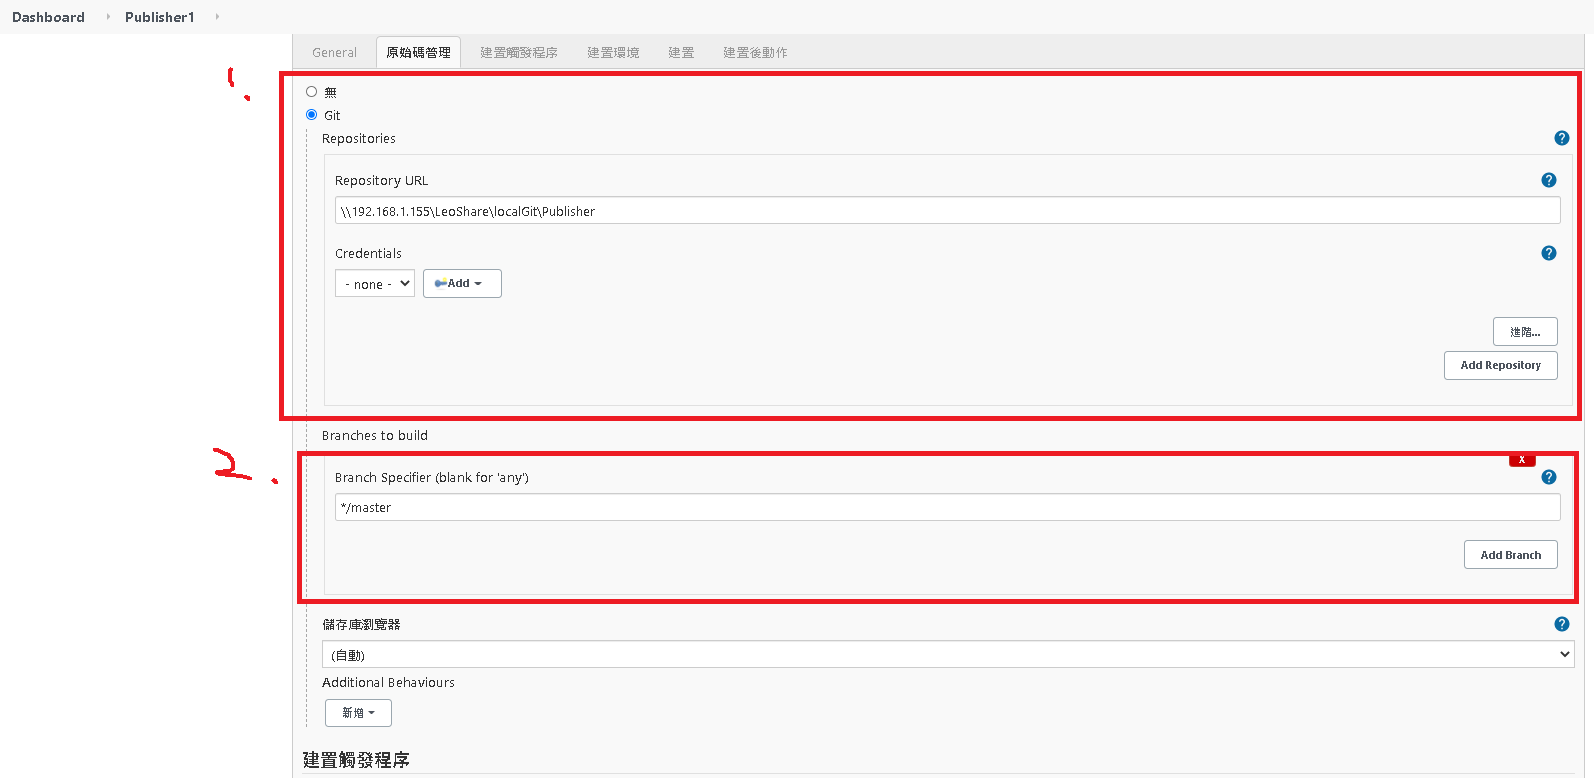 Dashboard Publisher1
General 原始碼管理 建置觸發程序 建置環境 建置 建置後動作
1.
無
Git
Repositories
Repository URL
\\192.168.1.155\LeoShare\localGit\Publisher
Credentials
- none - Add
進階...
Add Repository
Branches to build
2.
X
Branch Specifier (blank for 'any')
*/master
Add Branch
儲存庫瀏覽器
(自動)
Additional Behaviours
新增
建置觸發程序